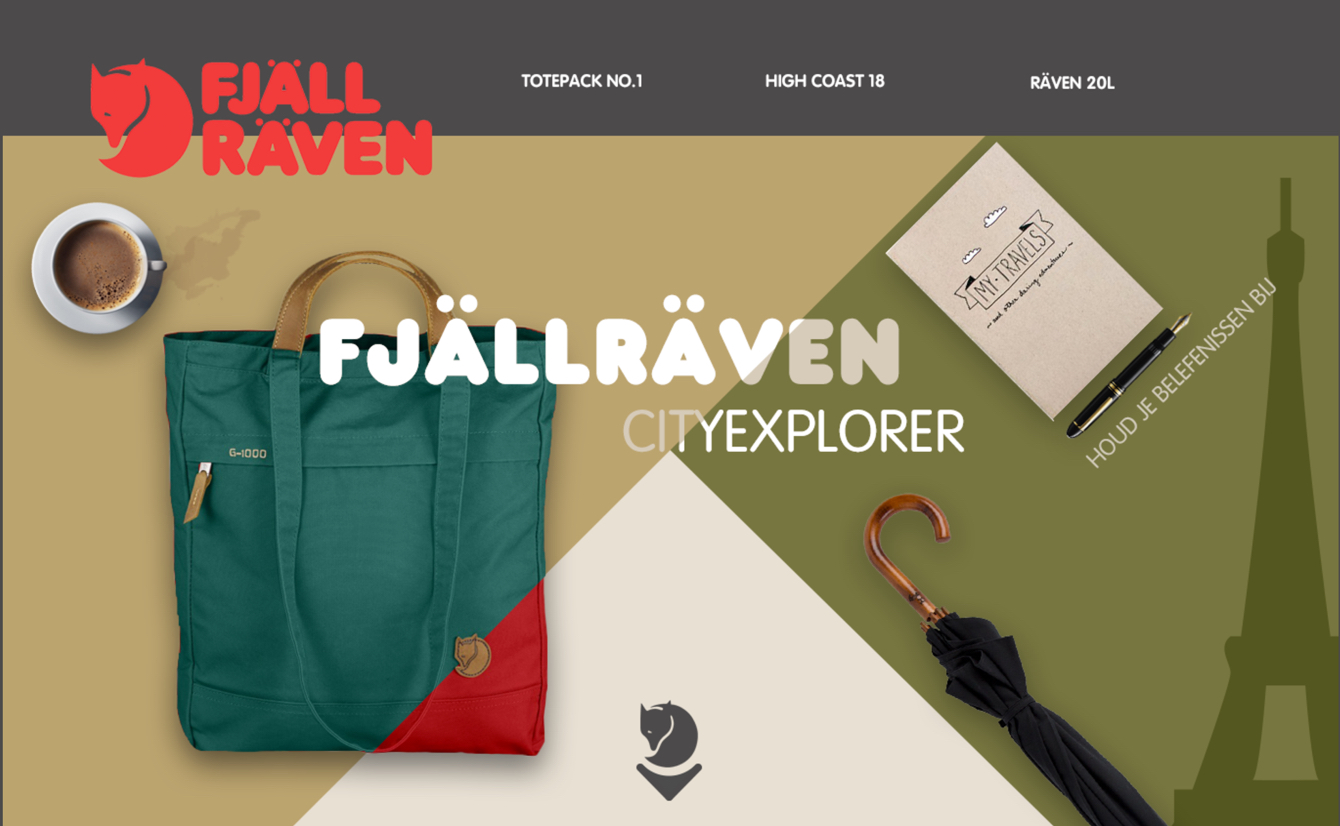 FJÄLL
RÄVEN
TOTEPACK NO.1
HIGH COAST 18
RÄVEN 20L
FJÄLLRÄVEN
CITYEXPLORER
G-1000
MY·TRAVELS
~ and other daring adventures ~
HOUD JE BELEFENISSEN BIJ